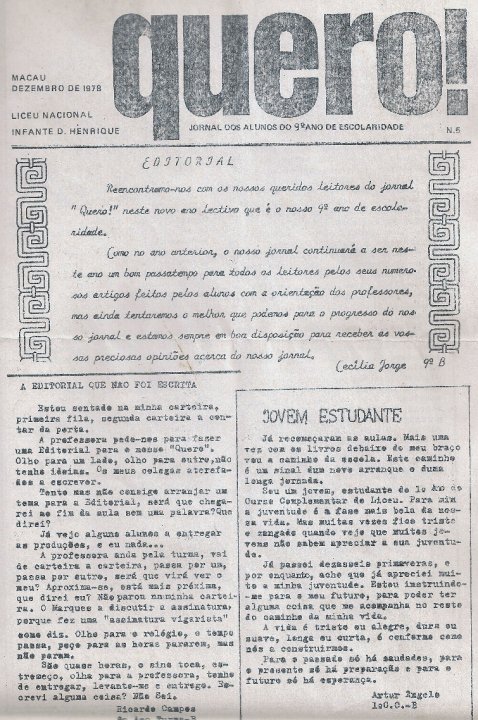 MACAU
DEZEMBRO DE 1978
LICEU NACIONAL
INFANTE D. HENRIQUE
quero!
JORNAL DOS ALUNOS DO 9º ANO DE ESCOLARIDADE
N.5
EDITORIAL
Reencontramo-nos com os nossos queridos leitores do jornal
"Quero!" neste novo ano lectivo que é o nosso 9º ano de escola-
ridade.
Como no ano anterior, o nosso jornal continuará a ser nes-
te ano um bom passatempo para todos os leitores pelos seus numero-
sos artigos feitos pelos alunos com a orientação dos professores,
mas ainda tentaremos o melhor que podemos para o progresso do nos-
so jornal e estamos sempre em boa disposição para receber as vos-
sas preciosas opiniões acerca do nosso jornal.
Cecília Jorge 9º B
A EDITORIAL QUE NAO FOI ESCRITA
Estou sentado na minha carteira,
primeira fila, segunda carteira a con-
tar da porta.
A professora pede-nos para fazer
uma Editorial para o nosso "Quero".
Olho para um lado, olho para outro, não
tenho ideias. Os meus colegas atarefa-
dos a escrever.
Tento mas não consigo arranjar um
tema para a Editorial, será que chega-
rei ao fim da aula sem uma palavra? Que
direi?
Já vejo alguns alunos a entregar
as produções, e eu nada...
A professora anda pela turma, vai
de carteira a carteira, passa por um,
passa por outro, será que virá ver o
meu? Aproxima-se, está mais próxima,
que direi eu? Não parou na minha cartei-
ra. O Marques a discutir a assinatura,
porque fez uma "assinatura vigarista"
como diz. Olho para o relógio, o tempo
passa, peço para as horas pararem, mas
não param.
São quase horas, o sino toca, es-
tremeço, olha para a professora, tenho
de entregar, levanto-me e entrego. Es-
crevi alguma coisa? Não Sei.
Ricardo Campos
JOVEM ESTUDANTE
Já recomeçaram as aulas. Mais uma
vez com os livros debaixo do meu braço
vou a caminho da escola. Este caminho
é um sinal dum novo arranque e duma
longa jornada.
Sou um jovem, estudante do 1º Ano do
Curso Complementar do Liceu. Para mim
a juventude é a fase mais bela da nos-
sa vida. Mas muitas vezes fico triste
e zangado quando vejo que muitos jo-
vens não sabem apreciar a sua juventu-
de.
Já passei dezasseis primaveras, e
por enquanto, acho que já apreciei mui-
to a minha juventude. Estou instruindo-
-me para o meu futuro, para poder ter
alguma coisa que me acompanha no resto
do caminho da minha vida.
A vida é triste ou alegre, dura ou
suave, longa ou curta, é conforme como
nós a construirmos.
Para o passado só há saudades, para
o presente só há preparação e para o
futuro só há esperança.
Artur Ângelo
1ºC.C.-B